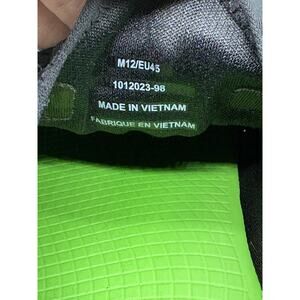 M12/EU45
1012023-98
MADE IN VIETNAM
FABRIQUE EN VIETNAM